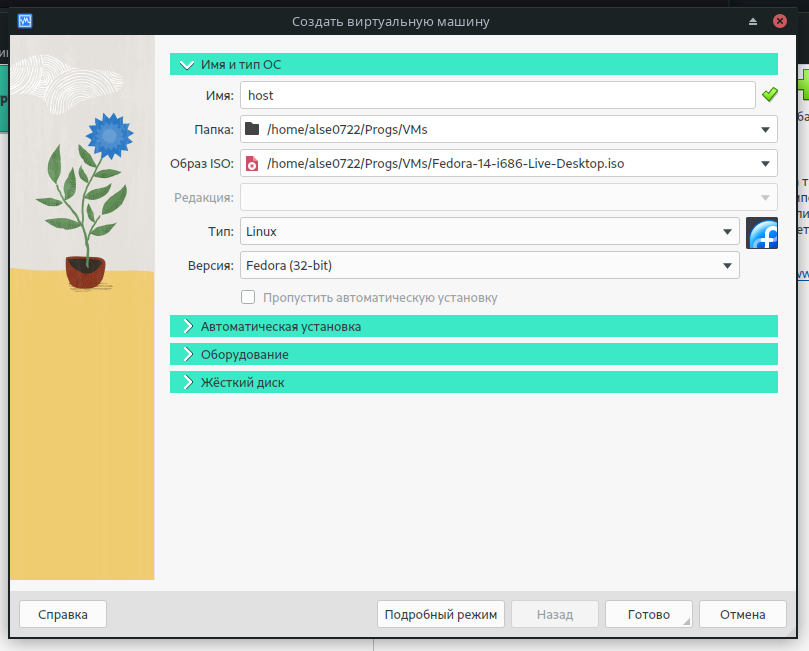 Создать виртуальную машину
Имя и тип ОС
Имя: host
Папка: /home/alse0722/Progs/VMs
Образ ISO: /home/alse0722/Progs/VMs/Fedora-14-i686-Live-Desktop.iso
Редакция:
Тип: Linux
Версия: Fedora (32-bit)
Пропустить автоматическую установку
Автоматическая установка
Оборудование
Жёсткий диск
Справка Подробный режим Назад Готово Отмена